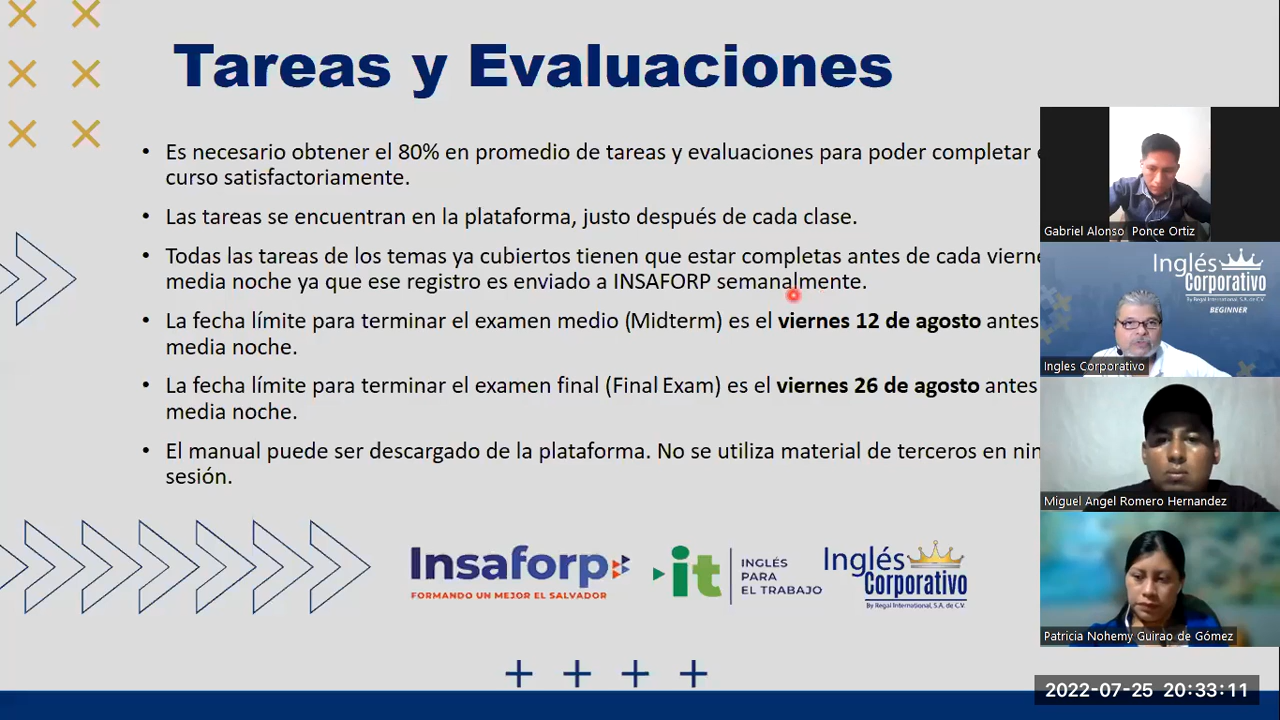 Tareas y Evaluaciones
• Es necesario obtener el 80% en promedio de tareas y evaluaciones para poder completar
curso satisfactoriamente.
• Las tareas se encuentran en la plataforma, justo después de cada clase.
• Todas las tareas de los temas ya cubiertos tienen que estar completas antes de cada vierne
media noche ya que ese registro es enviado a INSAFORP semanalmente.
• La fecha límite para terminar el examen medio (Midterm) es el viernes 12 de agosto antes
media noche.
• La fecha límite para terminar el examen final (Final Exam) es el viernes 26 de agosto antes
media noche.
• El manual puede ser descargado de la plataforma. No se utiliza material de terceros en nin
sesión.
Insaforp
FORMANDO UN MEJOR EL SALVADOR
it
INGLÉS
PARA
EL TRABAJO
Inglés
Corporativo
By Regal International, S.A. de C.V.
Gabriel Alonso Ponce Ortiz
Inglés
Corporativo
By Regal International, S.A. de C.V.
BEGINNER
Ingles Corporativo
Miguel Angel Romero Hernandez
Patricia Nohemy Guirao de Gómez
2022-07-25 20:33:11